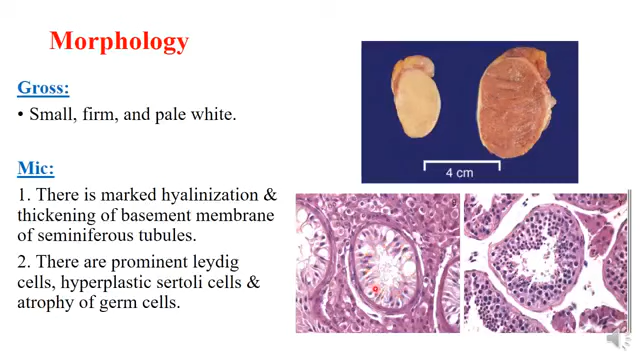 Morphology
Gross:
• Small, firm, and pale white.
Mic:
1. There is marked hyalinization &
thickening of basement membrane
of seminiferous tubules.
2. There are prominent leydig
cells, hyperplastic sertoli cells &
atrophy of germ cells.
4 cm